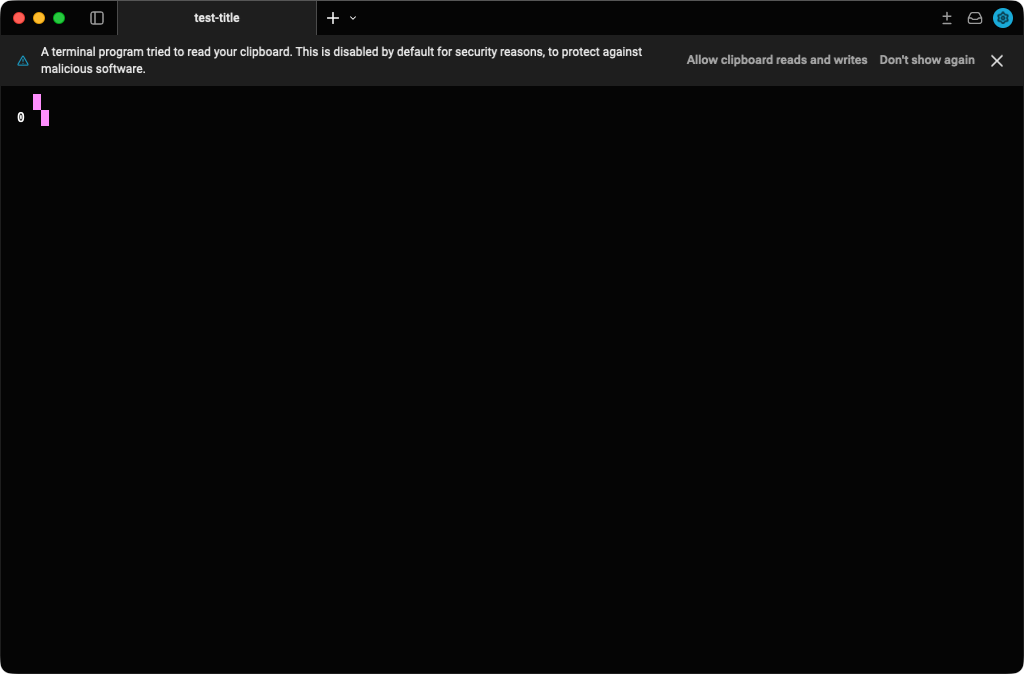 test-title
A terminal program tried to read your clipboard. This is disabled by default for security reasons, to protect against
malicious software.
Allow clipboard reads and writes
Don't show again
0